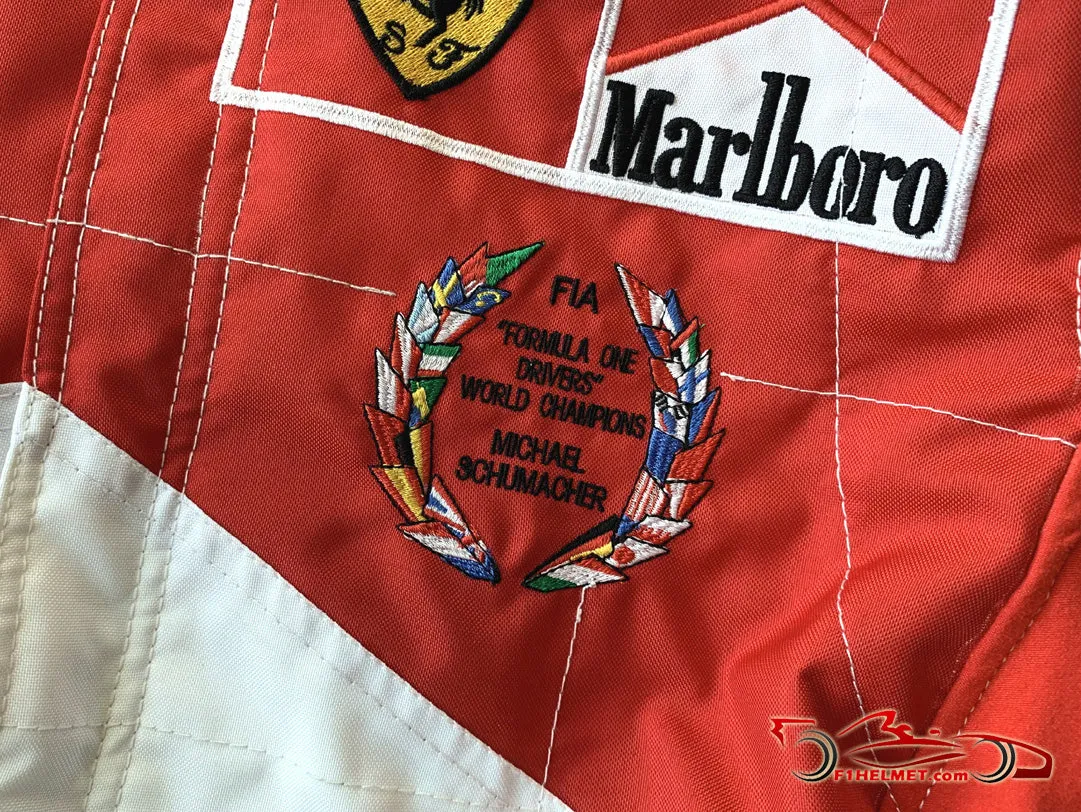 S F
Marlboro
FIA
"FORMULA ONE
DRIVERS"
WORLD CHAMPIONS
MICHAEL
SCHUMACHER
F1HELMET.com